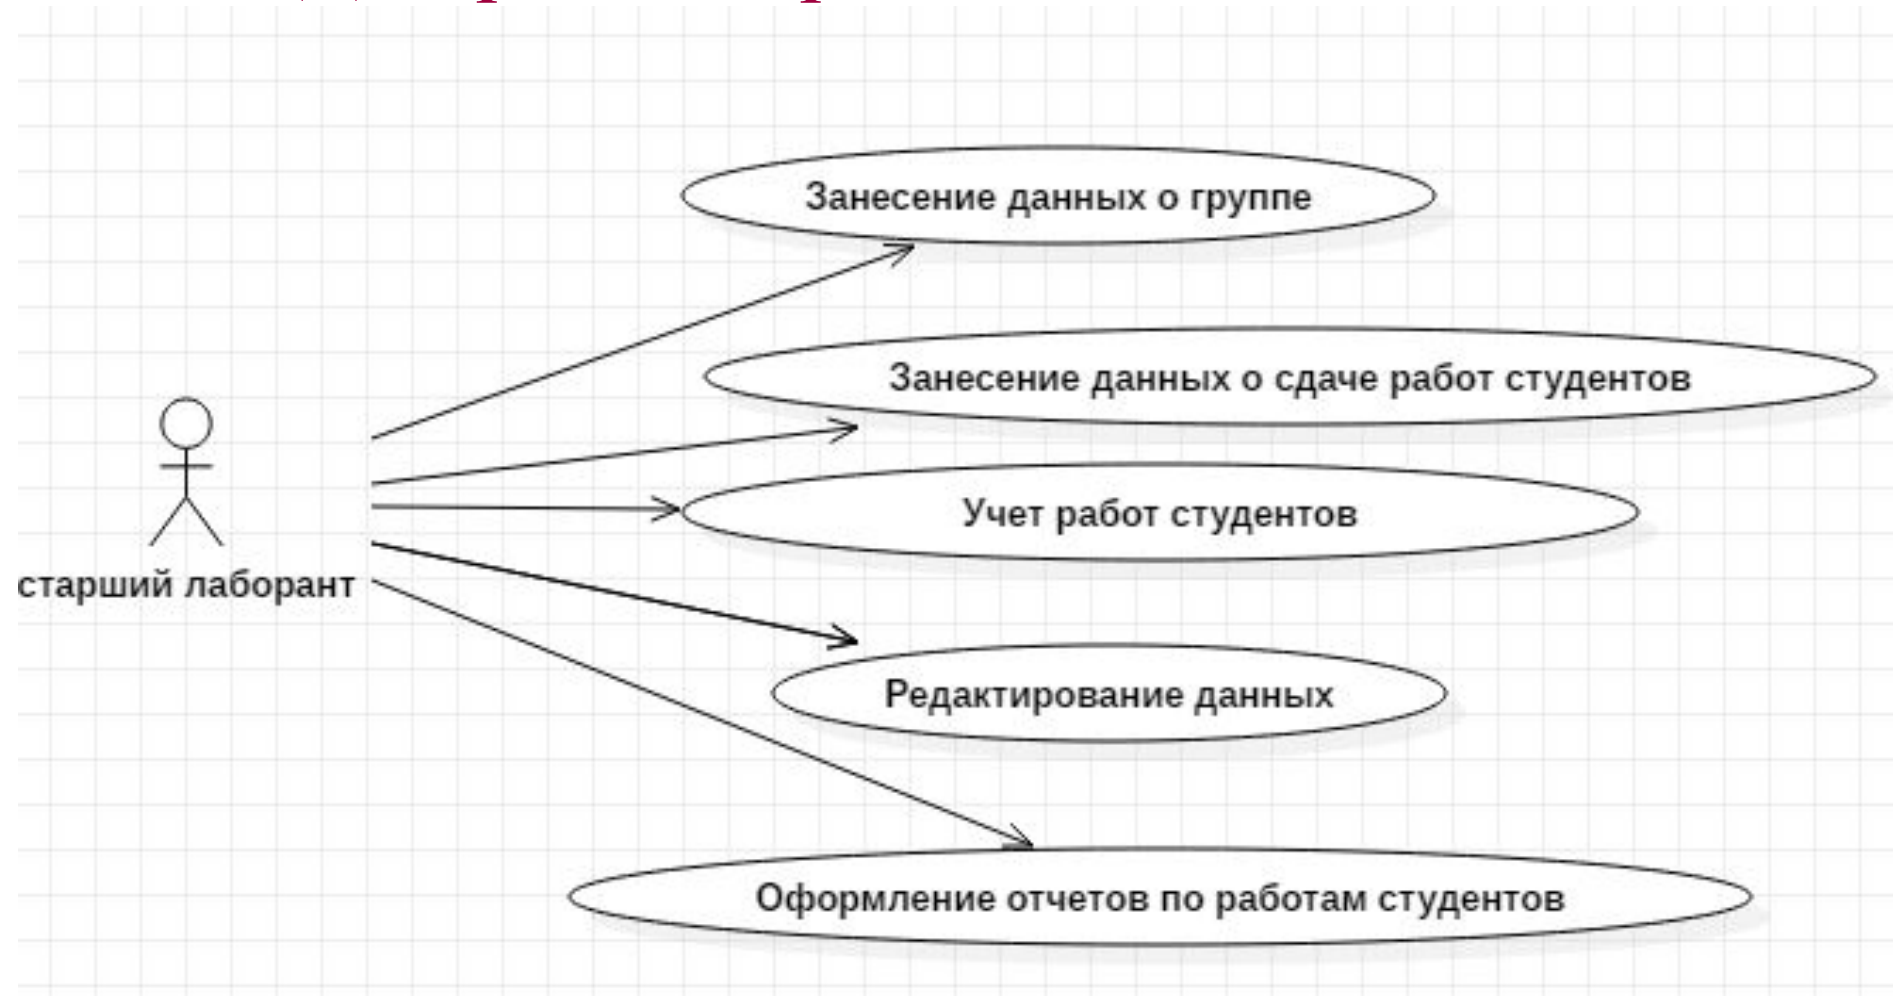 Занесение данных о группе
Занесение данных о сдаче работ студентов
Учет работ студентов
старший лаборант
Редактирование данных
Оформление отчетов по работам студентов